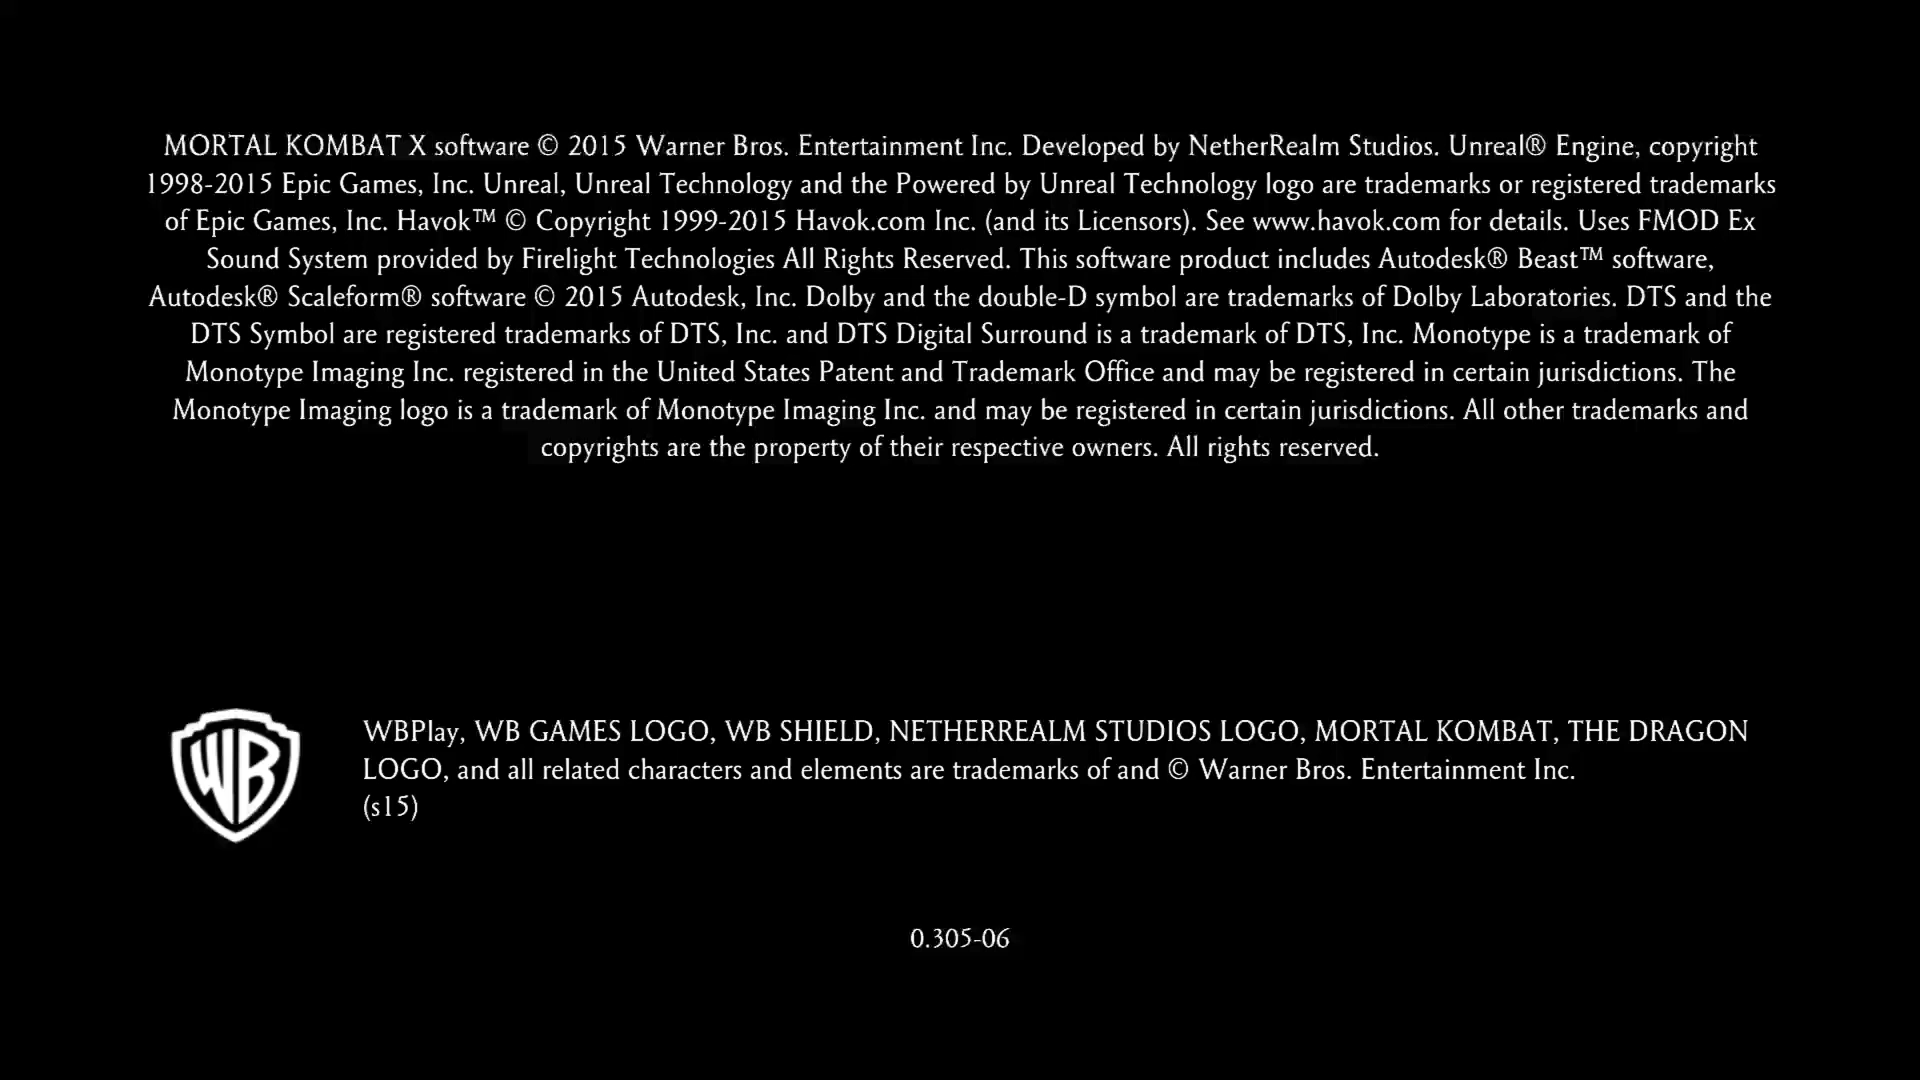 MORTAL KOMBAT X software © 2015 Warner Bros. Entertainment Inc. Developed by NetherRealm Studios. Unreal® Engine, copyright
1998-2015 Epic Games, Inc. Unreal, Unreal Technology and the Powered by Unreal Technology logo are trademarks or registered trademarks
of Epic Games, Inc. Havok™ © Copyright 1999-2015 Havok.com Inc. (and its Licensors). See www.havok.com for details. Uses FMOD Ex
Sound System provided by Firelight Technologies All Rights Reserved. This software product includes Autodesk® Beast™ software,
Autodesk® Scaleform® software © 2015 Autodesk, Inc. Dolby and the double-D symbol are trademarks of Dolby Laboratories. DTS and the
DTS Symbol are registered trademarks of DTS, Inc. and DTS Digital Surround is a trademark of DTS, Inc. Monotype is a trademark of
Monotype Imaging Inc. registered in the United States Patent and Trademark Office and may be registered in certain jurisdictions. The
Monotype Imaging logo is a trademark of Monotype Imaging Inc. and may be registered in certain jurisdictions. All other trademarks and
copyrights are the property of their respective owners. All rights reserved.
WB
WBPlay, WB GAMES LOGO, WB SHIELD, NETHERREALM STUDIOS LOGO, MORTAL KOMBAT, THE DRAGON
LOGO, and all related characters and elements are trademarks of and © Warner Bros. Entertainment Inc.
(s15)
0.305-06